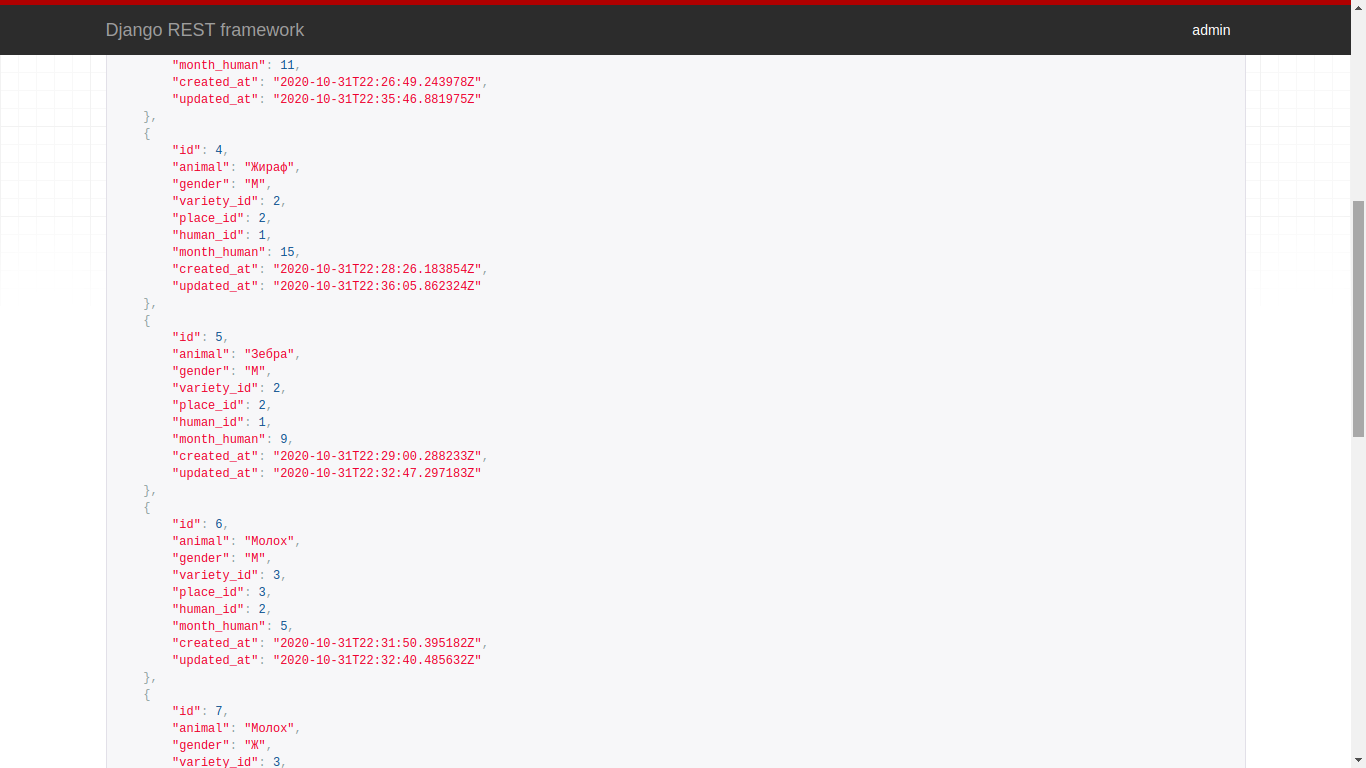 Django REST framework
admin
"month_human": 11,
"created_at": "2020-10-31T22:26:49.243978Z",
"updated_at": "2020-10-31T22:35:46.881975Z"
},
{
"id": 4,
"animal": "Жираф",
"gender": "М",
"variety_id": 2,
"place_id": 2,
"human_id": 1,
"month_human": 15,
"created_at": "2020-10-31T22:28:26.183854Z",
"updated_at": "2020-10-31T22:36:05.862324Z"
},
{
"id": 5,
"animal": "Зебра",
"gender": "М",
"variety_id": 2,
"place_id": 2,
"human_id": 1,
"month_human": 9,
"created_at": "2020-10-31T22:29:00.288233Z",
"updated_at": "2020-10-31T22:32:47.297183Z"
},
{
"id": 6,
"animal": "Молох",
"gender": "М",
"variety_id": 3,
"place_id": 3,
"human_id": 2,
"month_human": 5,
"created_at": "2020-10-31T22:31:50.395182Z",
"updated_at": "2020-10-31T22:32:40.485632Z"
},
{
"id": 7,
"animal": "Молох",
"gender": "Ж",
"variety_id": 3,